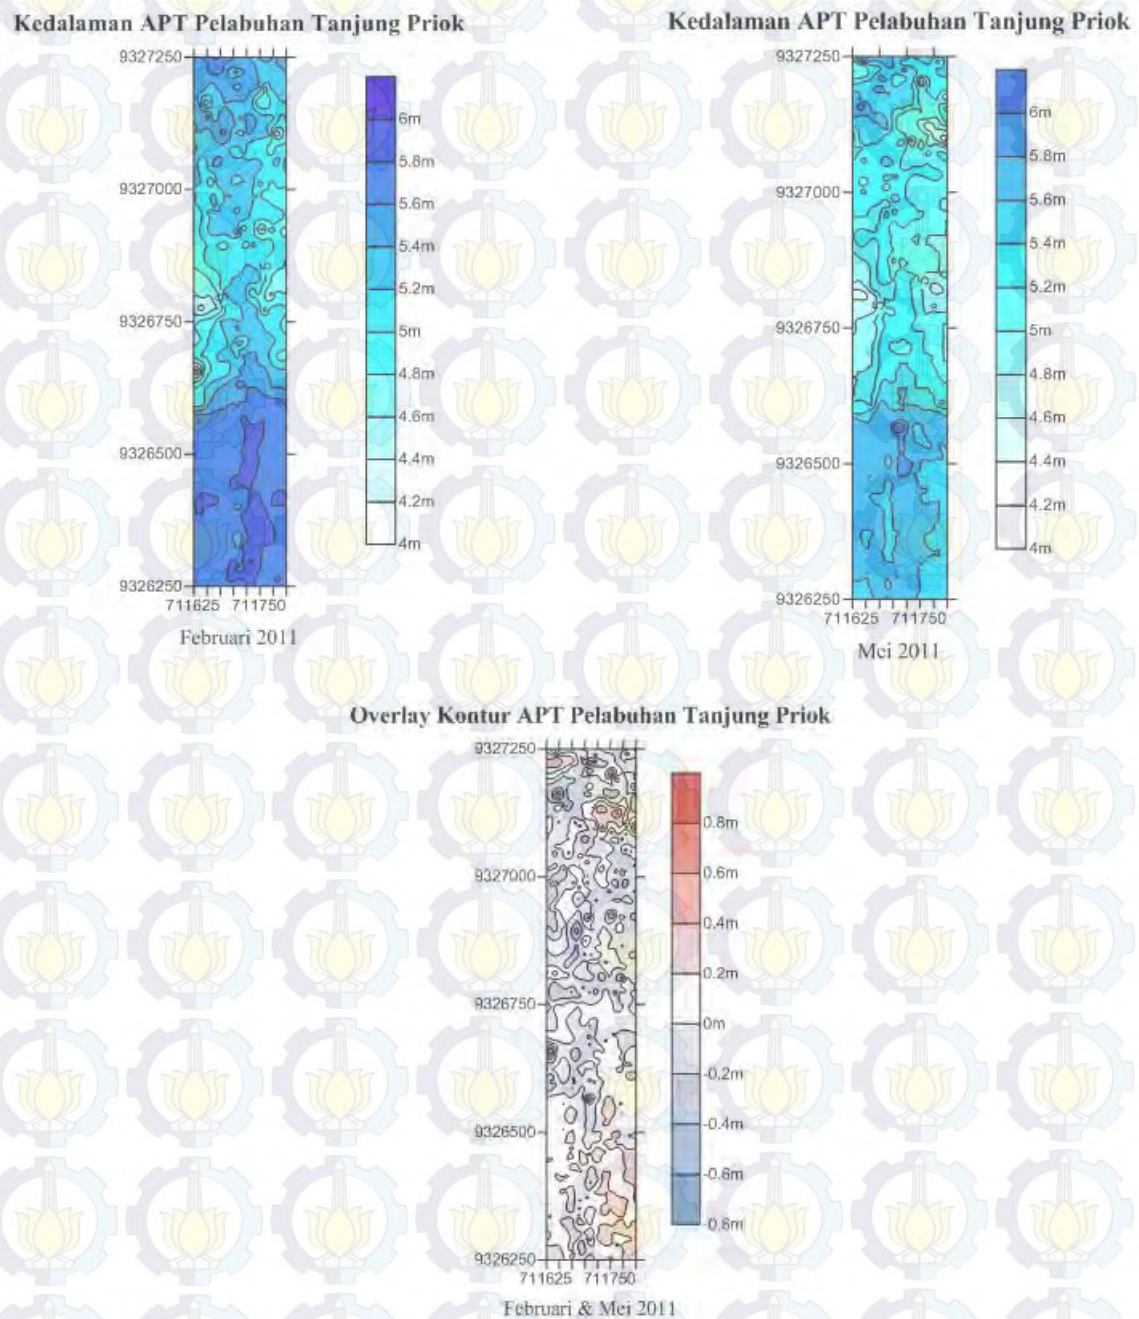 Kedalaman APT Pelabuhan Tanjung Priok
9327250
9327000
9326750
9326500
9326250
711625 711750
6m
5.8m
5.6m
5.4m
5.2m
5m
4.8m
4.6m
4.4m
4.2m
4m
Februari 2011
Kedalaman APT Pelabuhan Tanjung Priok
9327250
9327000
9326750
9326500
9326250
711625 711750
6m
5.8m
5.6m
5.4m
5.2m
5m
4.8m
4.6m
4.4m
4.2m
4m
Mei 2011
Overlay Kontur APT Pelabuhan Tanjung Priok
9327250
9327000
9326750
9326500
9326250
711625 711750
0.8m
0.6m
0.4m
0.2m
0m
-0.2m
-0.4m
-0.6m
-0.8m
Februari & Mei 2011